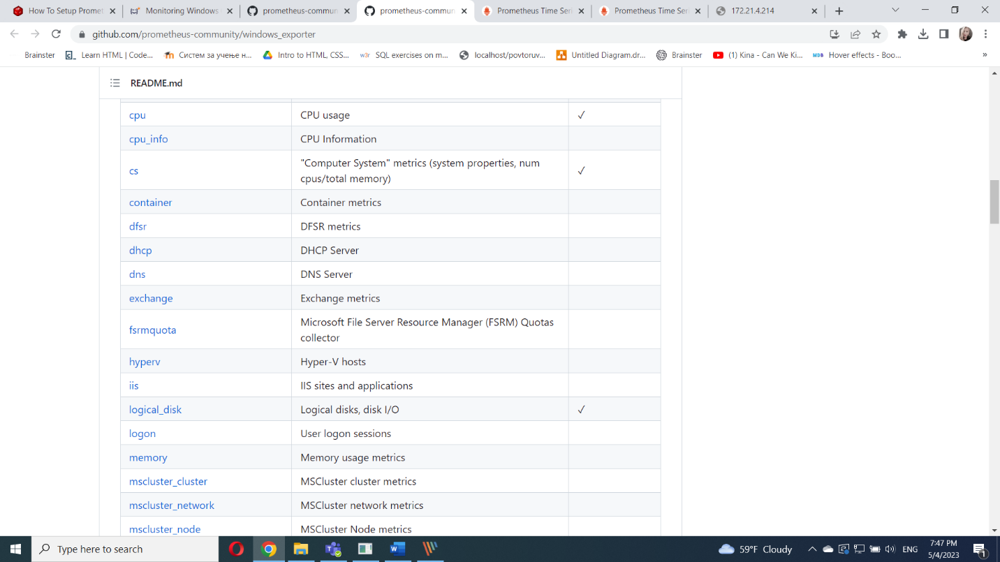 How To Setup Promet
Monitoring Windows
prometheus-commun
prometheus-commun
Prometheus Time Seri
Prometheus Time Seri
172.21.4.214
github.com/prometheus-community/windows_exporter
Brainster
Learn HTML | Code...
Систем за учење н...
Intro to HTML, CSS...
w3r SQL exercises on m...
localhost/povtoruv...
Untitled Diagram.dr...
Brainster
(1) Kina - Can We Ki...
MDB Hover effects - Boo...
»
README.md
cpu CPU usage ✓
cpu_info CPU Information
cs "Computer System" metrics (system properties, num
cpus/total memory) ✓
container Container metrics
dfsr DFSR metrics
dhcp DHCP Server
dns DNS Server
exchange Exchange metrics
fsrmquota Microsoft File Server Resource Manager (FSRM) Quotas
collector
hyperv Hyper-V hosts
iis IIS sites and applications
logical_disk Logical disks, disk I/O ✓
logon User logon sessions
memory Memory usage metrics
mscluster_cluster MSCluster cluster metrics
mscluster_network MSCluster network metrics
mscluster_node MSCluster Node metrics
Type here to search
59°F Cloudy
ENG
7:47 PM
5/4/2023
1